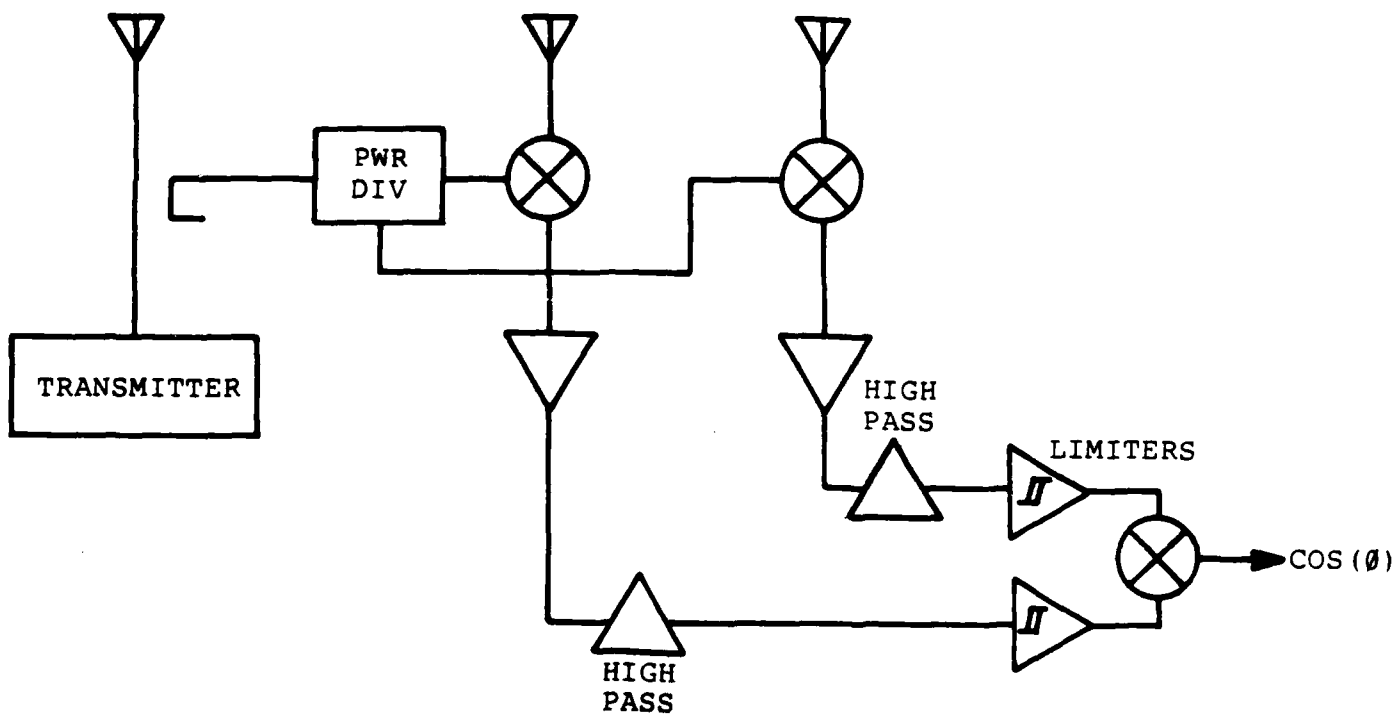 PWR
DIV
TRANSMITTER
HIGH
PASS
LIMITERS
COS(Ø)
HIGH
PASS